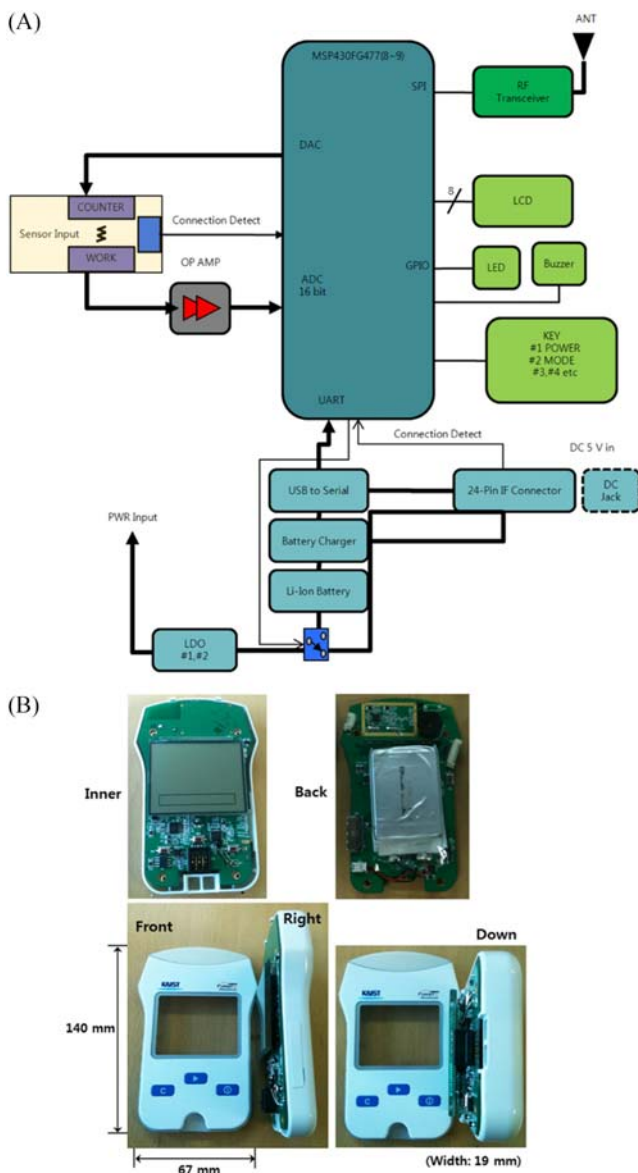 (A)
MSP430FG477(8~9)
ANT
SPI
RF
Transceiver
DAC
COUNTER
Sensor Input
WORK
Connection Detect
8
LCD
OP AMP
GPIO
LED
Buzzer
ADC
16 bit
KEY
#1 POWER
#2 MODE
#3,#4 etc
UART
Connection Detect
DC 5 V in
USB to Serial
24-Pin IF Connector
DC
Jack
PWR Input
Battery Charger
Li-Ion Battery
LDO
#1,#2
(B)
Inner
Back
Front
Right
Down
KAIST
KAIST
140 mm
C
C
67 mm
(Width: 19 mm)